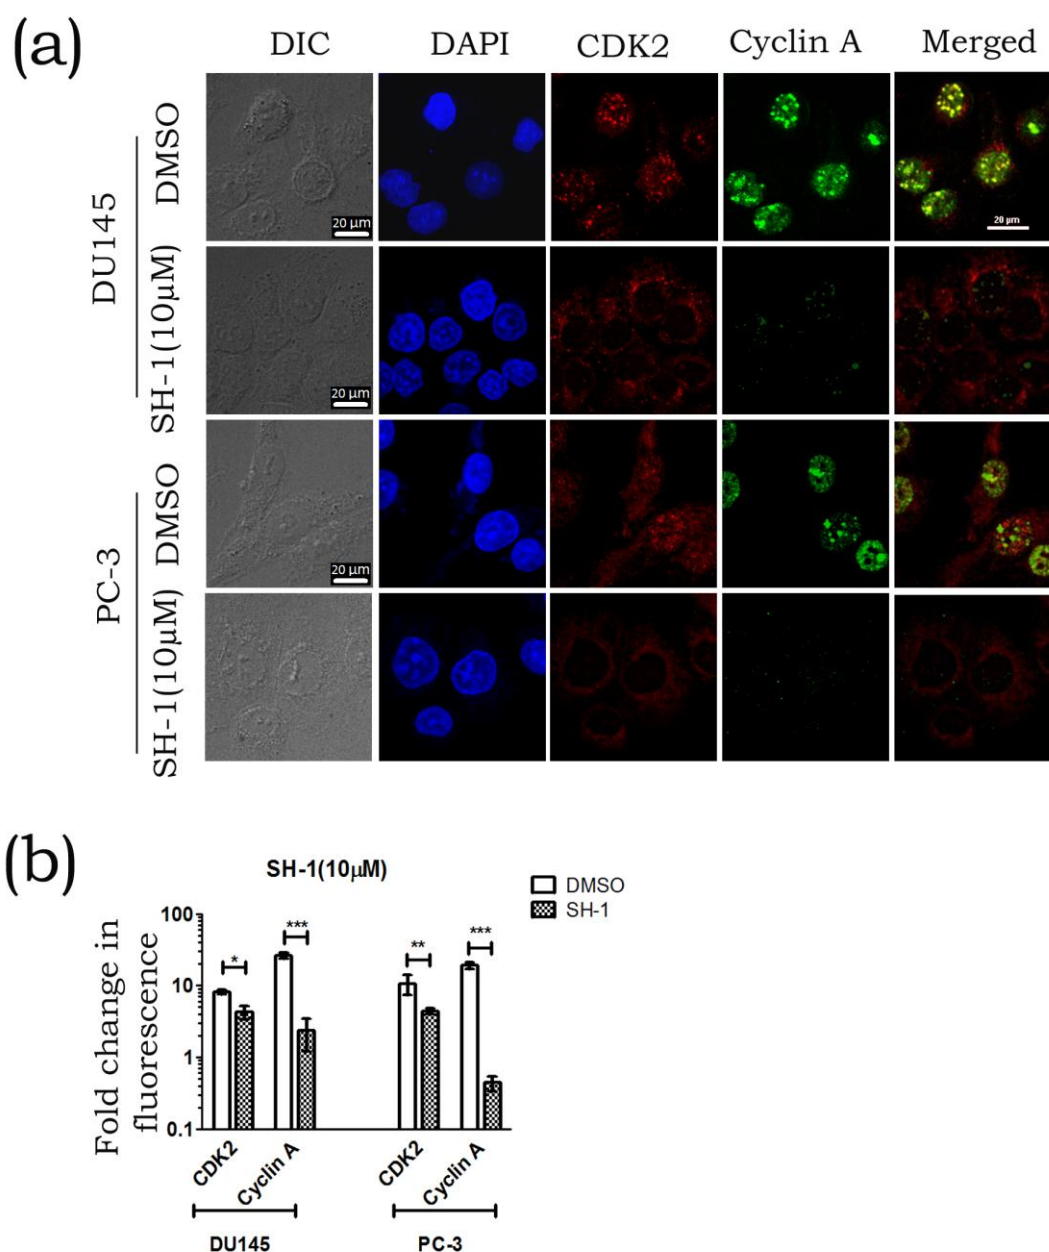 (a)
DIC DAPI CDK2 Cyclin A Merged
DU145
DMSO
20 µm
20 µm
SH-1(10µM)
20 µm
PC-3
DMSO
20 µm
SH-1(10µM)
(b)
SH-1(10µM)
DMSO
SH-1
Fold change in
fluorescence
100
10
1
0.1
*
***
**
***
CDK2
Cyclin A
CDK2
Cyclin A
DU145
PC-3